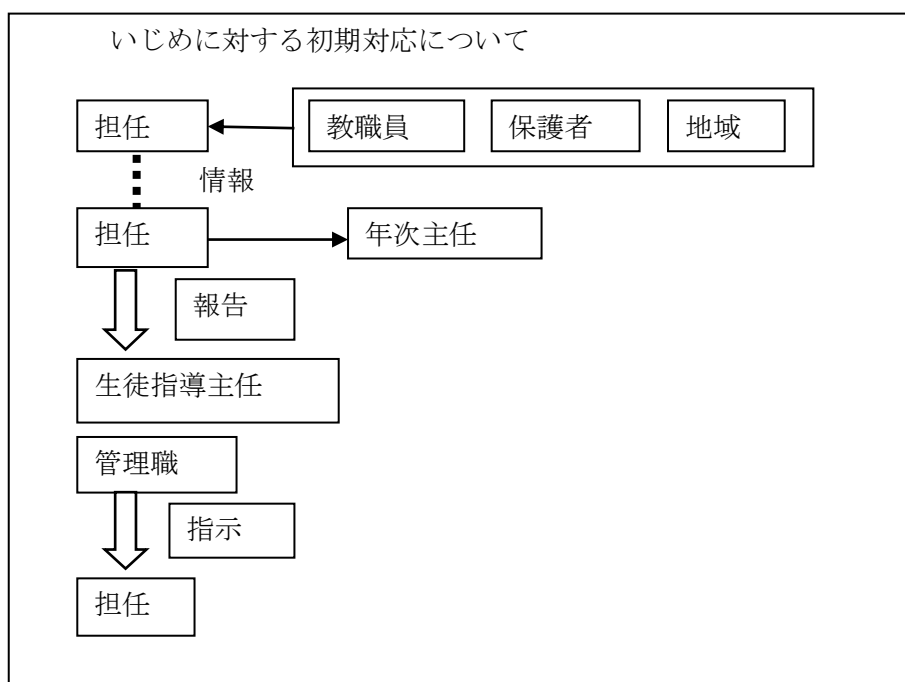 いじめに対する初期対応について
担任
教職員
保護者
地域
情報
担任
年次主任
報告
生徒指導主任
管理職
指示
担任